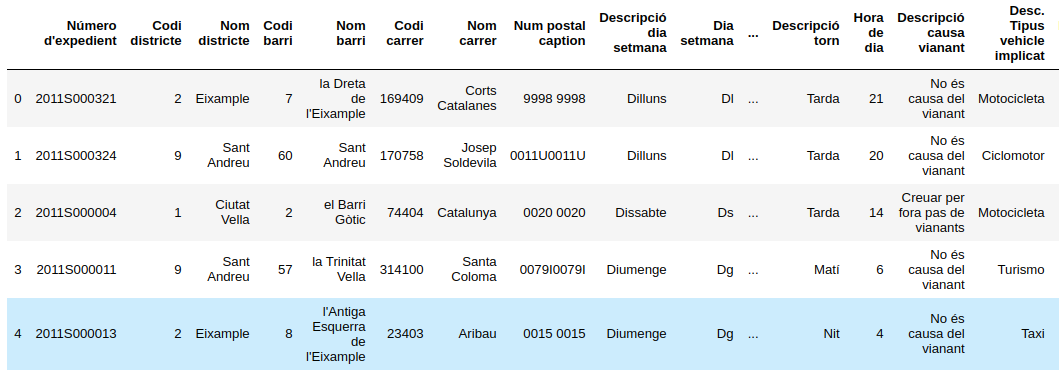 Número d'expedient Codi districte Nom districte Codi barri Nom barri Codi carrer Nom carrer Num postal caption Descripció dia setmana Dia setmana ... Descripció torn Hora de dia Descripció causa vianant Desc. Tipus vehicle implicat
0 2011S000321 2 Eixample 7 la Dreta de l'Eixample 169409 Corts Catalanes 9998 9998 Dilluns Dl ... Tarda 21 No és causa del vianant Motocicleta
1 2011S000324 9 Sant Andreu 60 Sant Andreu 170758 Josep Soldevila 0011U0011U Dilluns Dl ... Tarda 20 No és causa del vianant Ciclomotor
2 2011S000004 1 Ciutat Vella 2 el Barri Gòtic 74404 Catalunya 0020 0020 Dissabte Ds ... Tarda 14 Creuar per fora pas de vianants Motocicleta
3 2011S000011 9 Sant Andreu 57 la Trinitat Vella 314100 Santa Coloma 0079I0079I Diumenge Dg ... Matí 6 No és causa del vianant Turismo
4 2011S000013 2 Eixample 8 l'Antiga Esquerra de l'Eixample 23403 Aribau 0015 0015 Diumenge Dg ... Nit 4 No és causa del vianant Taxi